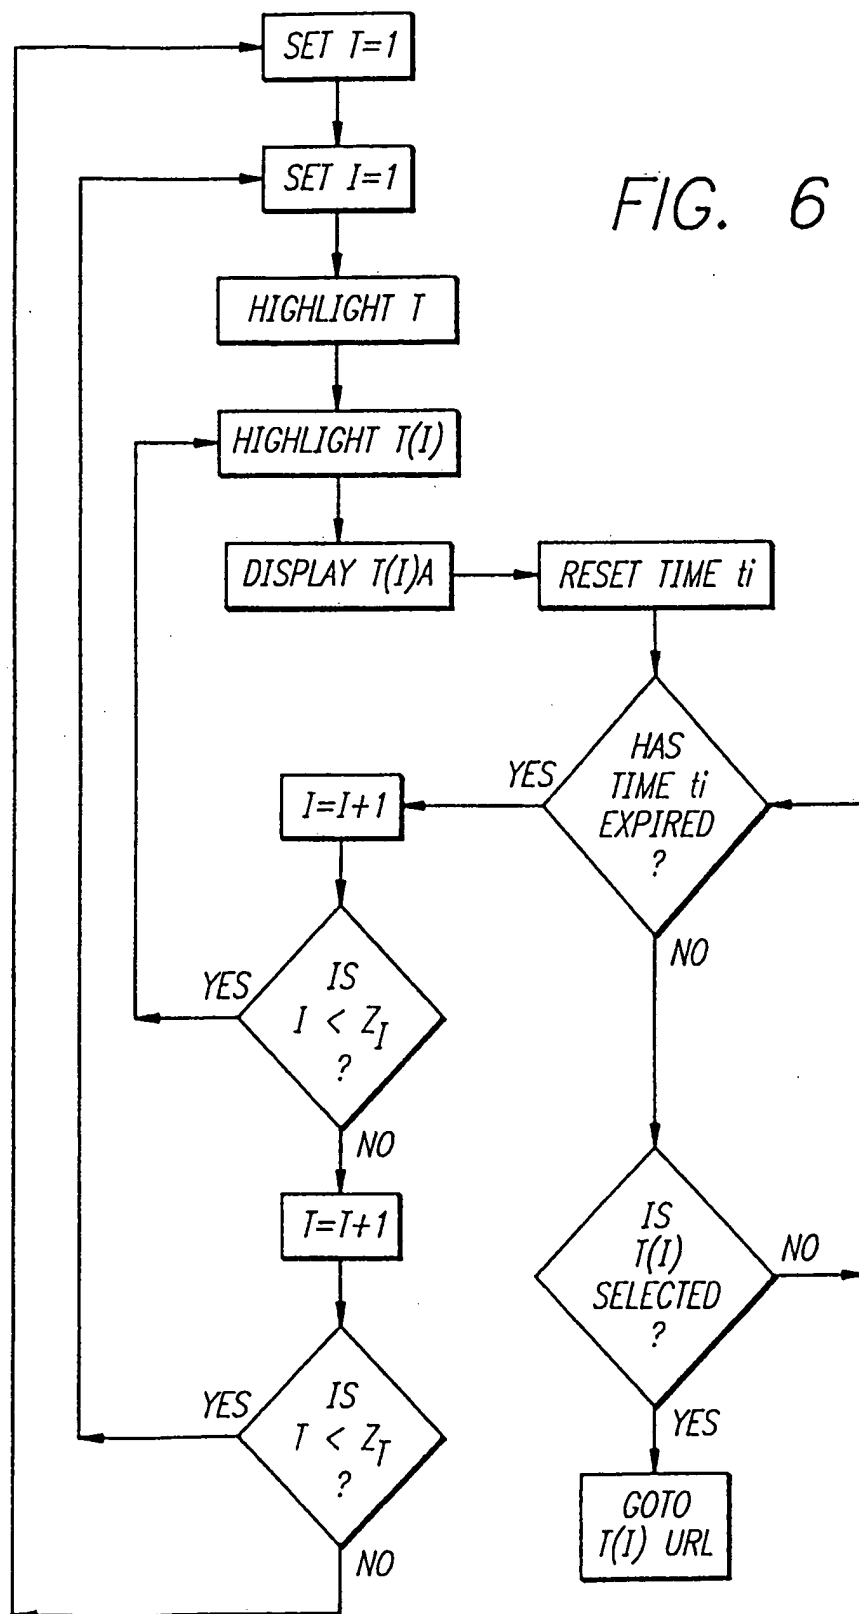 SET T=1
SET I=1
FIG. 6
HIGHLIGHT T
HIGHLIGHT T(I)
DISPLAY T(I)A
RESET TIME ti
HAS
TIME ti
EXPIRED
?
YES
NO
I=I+1
IS
I < Z_I
?
YES
NO
T=T+1
IS
T(I)
SELECTED
?
NO
YES
IS
T < Z_T
?
YES
NO
GOTO
T(I) URL